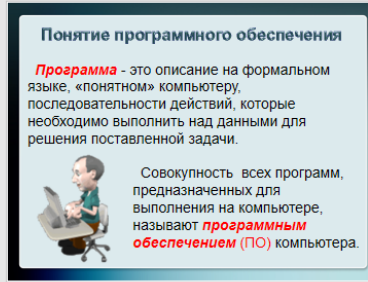 Понятие программного обеспечения
Программа - это описание на формальном
языке, «понятном» компьютеру,
последовательности действий, которые
необходимо выполнить над данными для
решения поставленной задачи.
Совокупность всех программ,
предназначенных для
выполнения на компьютере,
называют программным
обеспечением (ПО) компьютера.